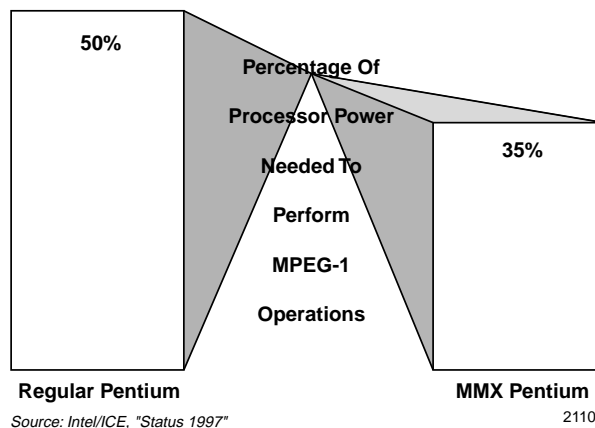 50%
Percentage Of
Processor Power
Needed To
Perform
MPEG-1
Operations
35%
Regular Pentium
MMX Pentium
Source: Intel/ICE, "Status 1997"
2110